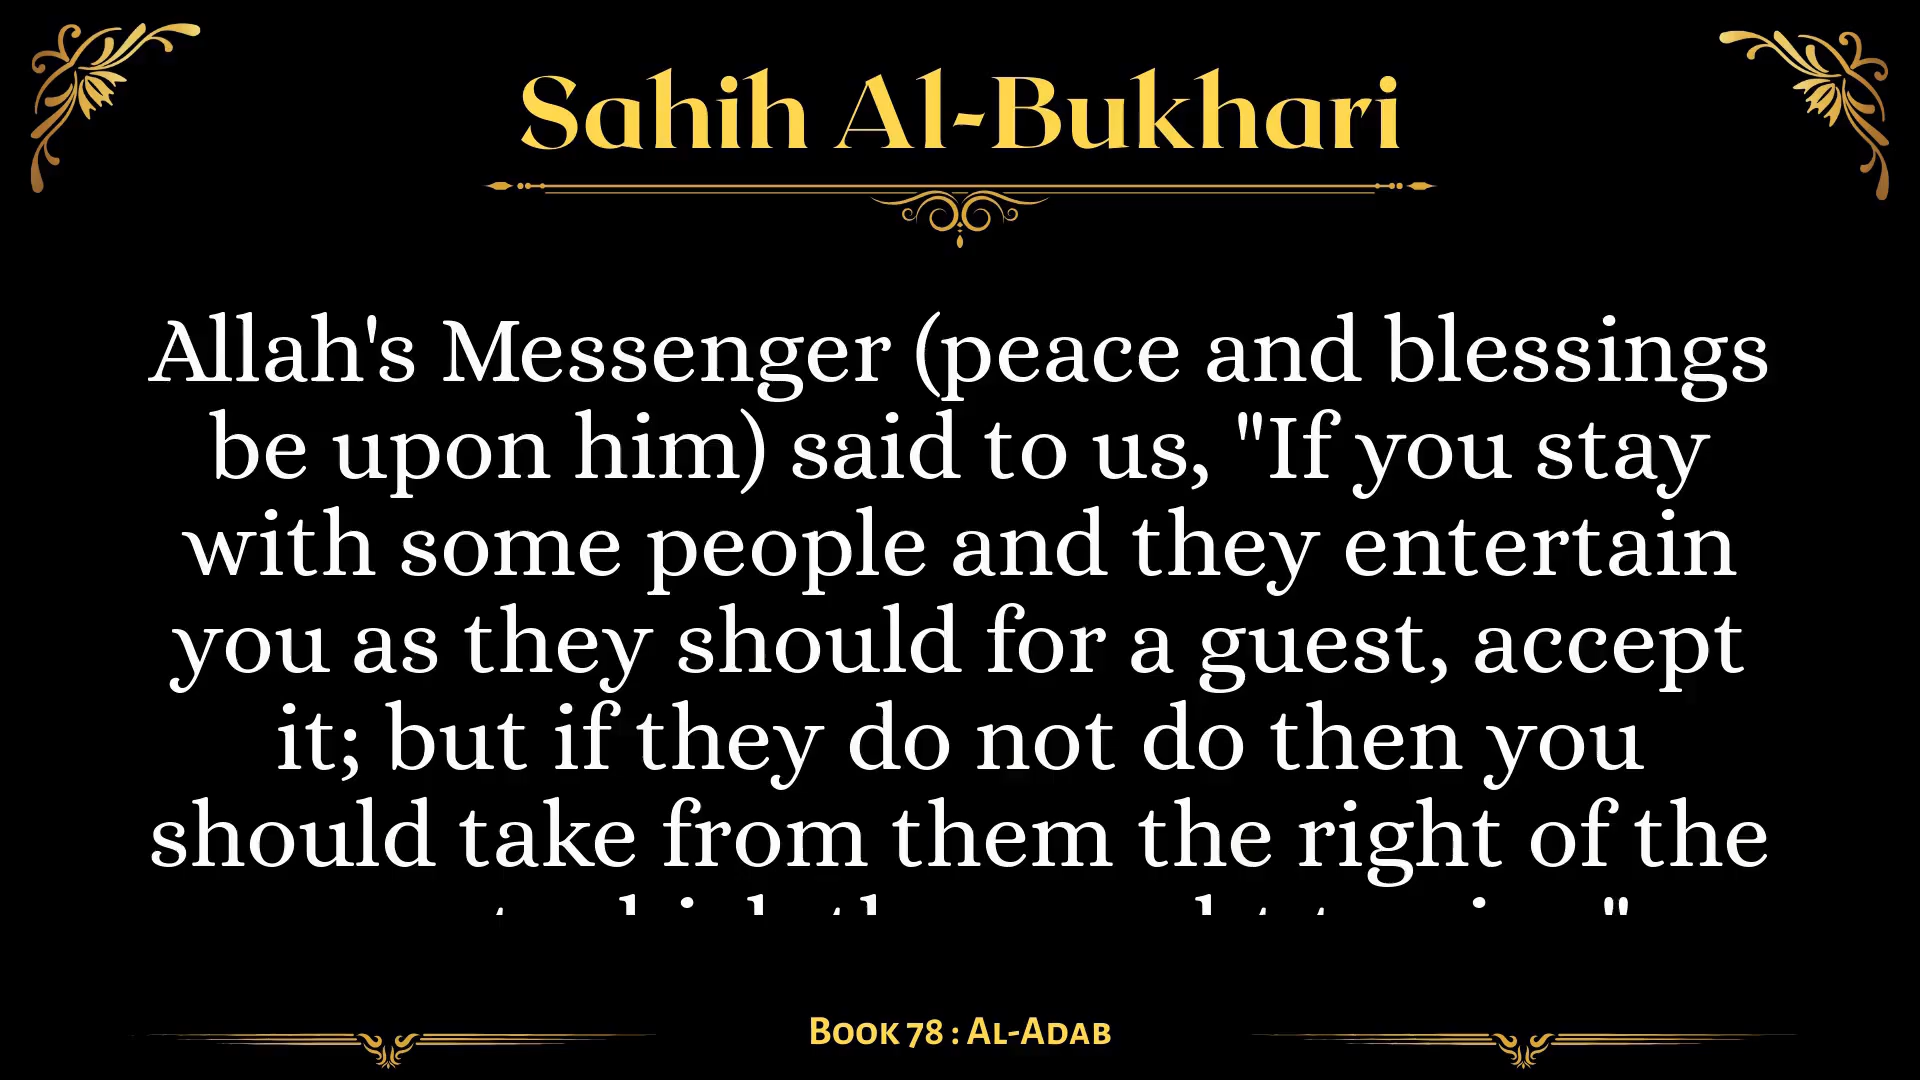 Sahih Al-Bukhari
Allah's Messenger (peace and blessings
be upon him) said to us, "If you stay
with some people and they entertain
you as they should for a guest, accept
it; but if they do not do then you
should take from them the right of the
Book 78 : Al-Adab